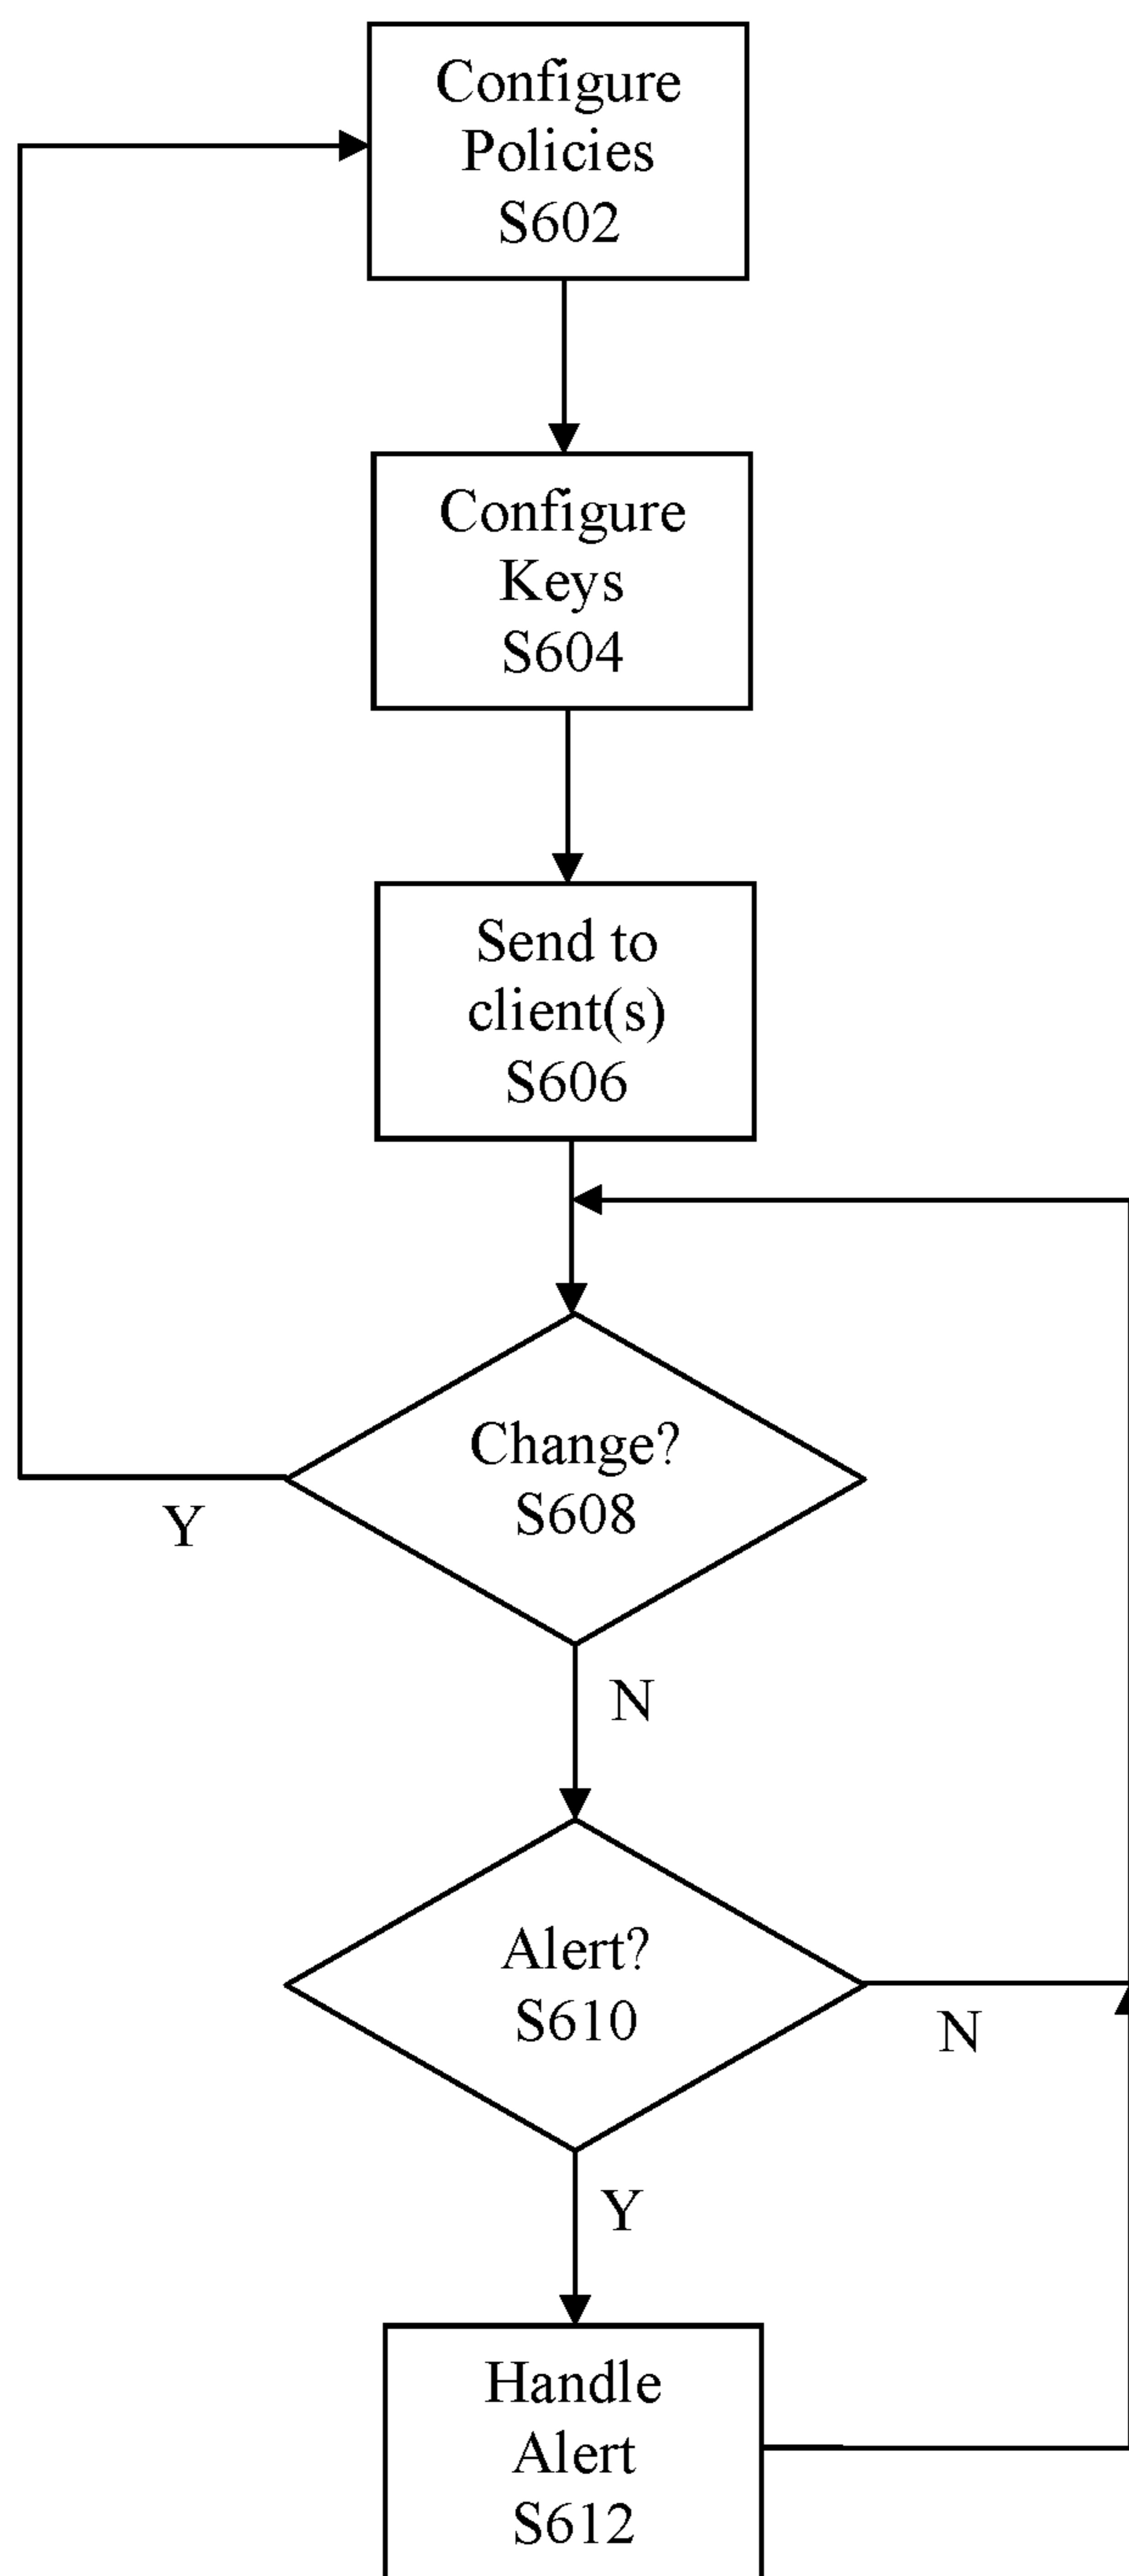 Configure
Policies
S602
Configure
Keys
S604
Send to
client(s)
S606
Change?
S608
Y
N
Alert?
S610
N
Y
Handle
Alert
S612